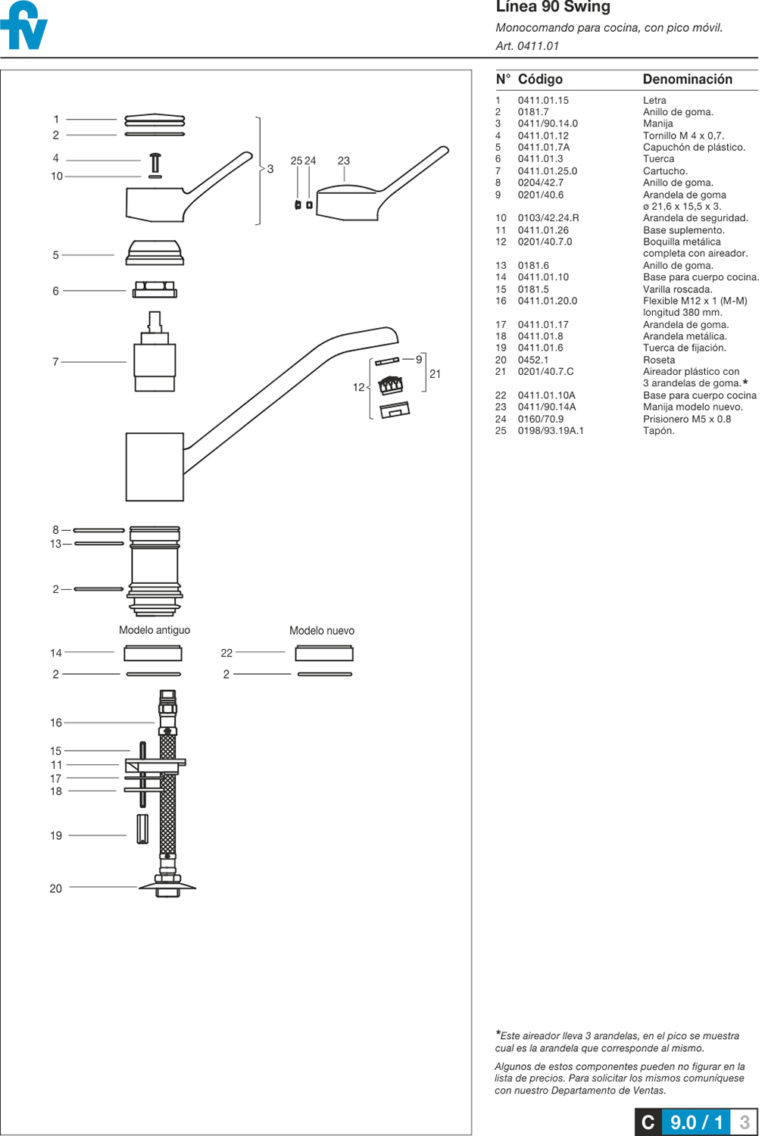 fv
Línea 90 Swing
Monocomando para cocina, con pico móvil.
Art. 0411.01
N° Código Denominación
1 0411.01.15 Letra
2 0181.7 Anillo de goma.
3 0411/90.14.0 Manija
4 0411.01.12 Tornillo M 4 x 0,7.
5 0411.01.7A Capuchón de plástico.
6 0411.01.3 Tuerca
7 0411.01.25.0 Cartucho.
8 0204/42.7 Anillo de goma.
9 0201/40.6 Arandela de goma
ø 21,6 x 15,5 x 3.
10 0103/42.24.R Arandela de seguridad.
11 0411.01.26 Base suplemento.
12 0201/40.7.0 Boquilla metálica
completa con aireador.
13 0181.6 Anillo de goma.
14 0411.01.10 Base para cuerpo cocina.
15 0181.5 Varilla roscada.
16 0411.01.20.0 Flexible M12 x 1 (M-M)
longitud 380 mm.
17 0411.01.17 Arandela de goma.
18 0411.01.8 Arandela metálica.
19 0411.01.6 Tuerca de fijación.
20 0452.1 Roseta
21 0201/40.7.C Aireador plástico con
3 arandelas de goma.*
22 0411.01.10A Base para cuerpo cocina
23 0411/90.14A Manija modelo nuevo.
24 0160/70.9 Prisionero M5 x 0.8
25 0198/93.19A.1 Tapón.
1
2
4
10
3
25 24 23
5
6
7
9
21
12
8
13
2
Modelo antiguo Modelo nuevo
14 22
2 2
16
15
11
17
18
19
20
*Este aireador lleva 3 arandelas, en el pico se muestra
cual es la arandela que corresponde al mismo.
Algunos de estos componentes pueden no figurar en la
lista de precios. Para solicitar los mismos comuníquese
con nuestro Departamento de Ventas.
C 9.0 / 1 3